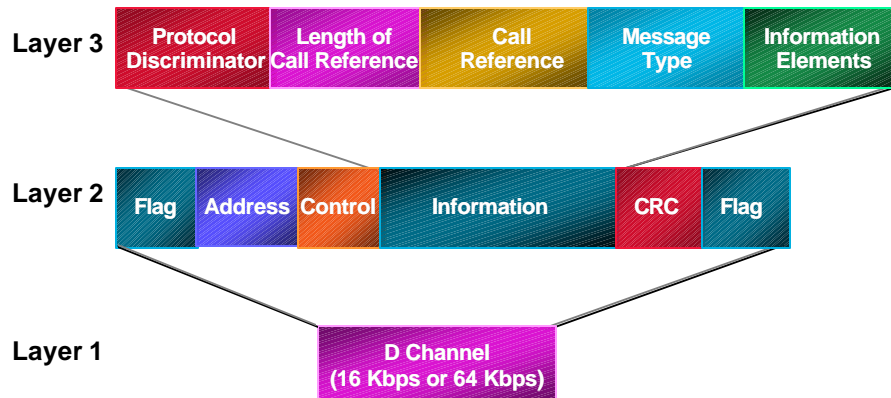 Layer 3
Protocol
Discriminator
Length of
Call Reference
Call
Reference
Message
Type
Information
Elements
Layer 2
Flag
Address
Control
Information
CRC
Flag
Layer 1
D Channel
(16 Kbps or 64 Kbps)